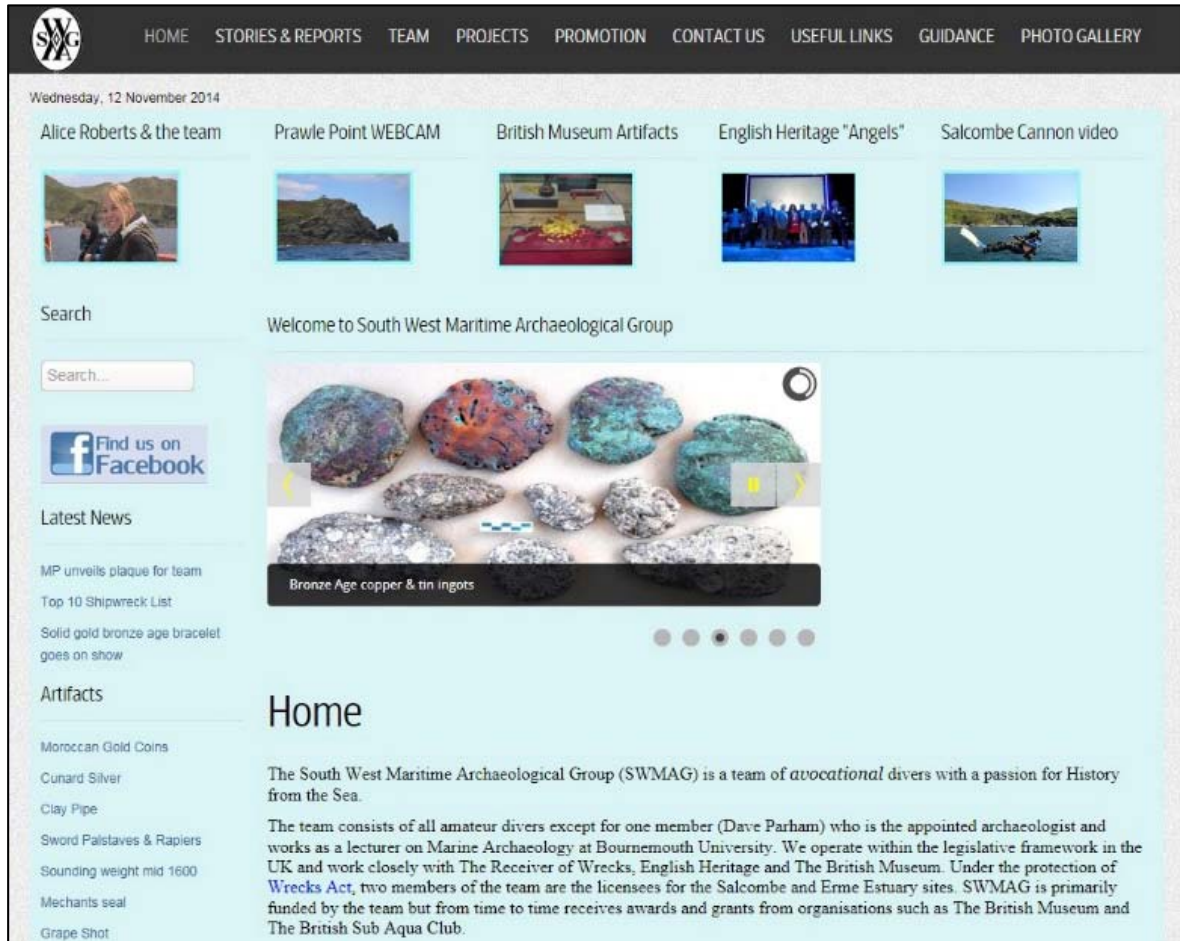 SWMAG
HOME STORIES & REPORTS TEAM PROJECTS PROMOTION CONTACT US USEFUL LINKS GUIDANCE PHOTO GALLERY
Wednesday, 12 November 2014
Alice Roberts & the team
Prawle Point WEBCAM
British Museum Artifacts
English Heritage "Angels"
Salcombe Cannon video
Search
Search...
Find us on
Facebook
Latest News
MP unveils plaque for team
Top 10 Shipwreck List
Solid gold bronze age bracelet
goes on show
Artifacts
Moroccan Gold Coins
Cunard Silver
Clay Pipe
Sword Palstaves & Rapiers
Sounding weight mid 1600
Mechants seal
Grape Shot
Welcome to South West Maritime Archaeological Group
Bronze Age copper & tin ingots
Home
The South West Maritime Archaeological Group (SWMAG) is a team of avocational divers with a passion for History
from the Sea.
The team consists of all amateur divers except for one member (Dave Parham) who is the appointed archaeologist and
works as a lecturer on Marine Archaeology at Bournemouth University. We operate within the legislative framework in the
UK and work closely with The Receiver of Wrecks, English Heritage and The British Museum. Under the protection of
Wrecks Act, two members of the team are the licensees for the Salcombe and Erme Estuary sites. SWMAG is primarily
funded by the team but from time to time receives awards and grants from organisations such as The British Museum and
The British Sub Aqua Club.